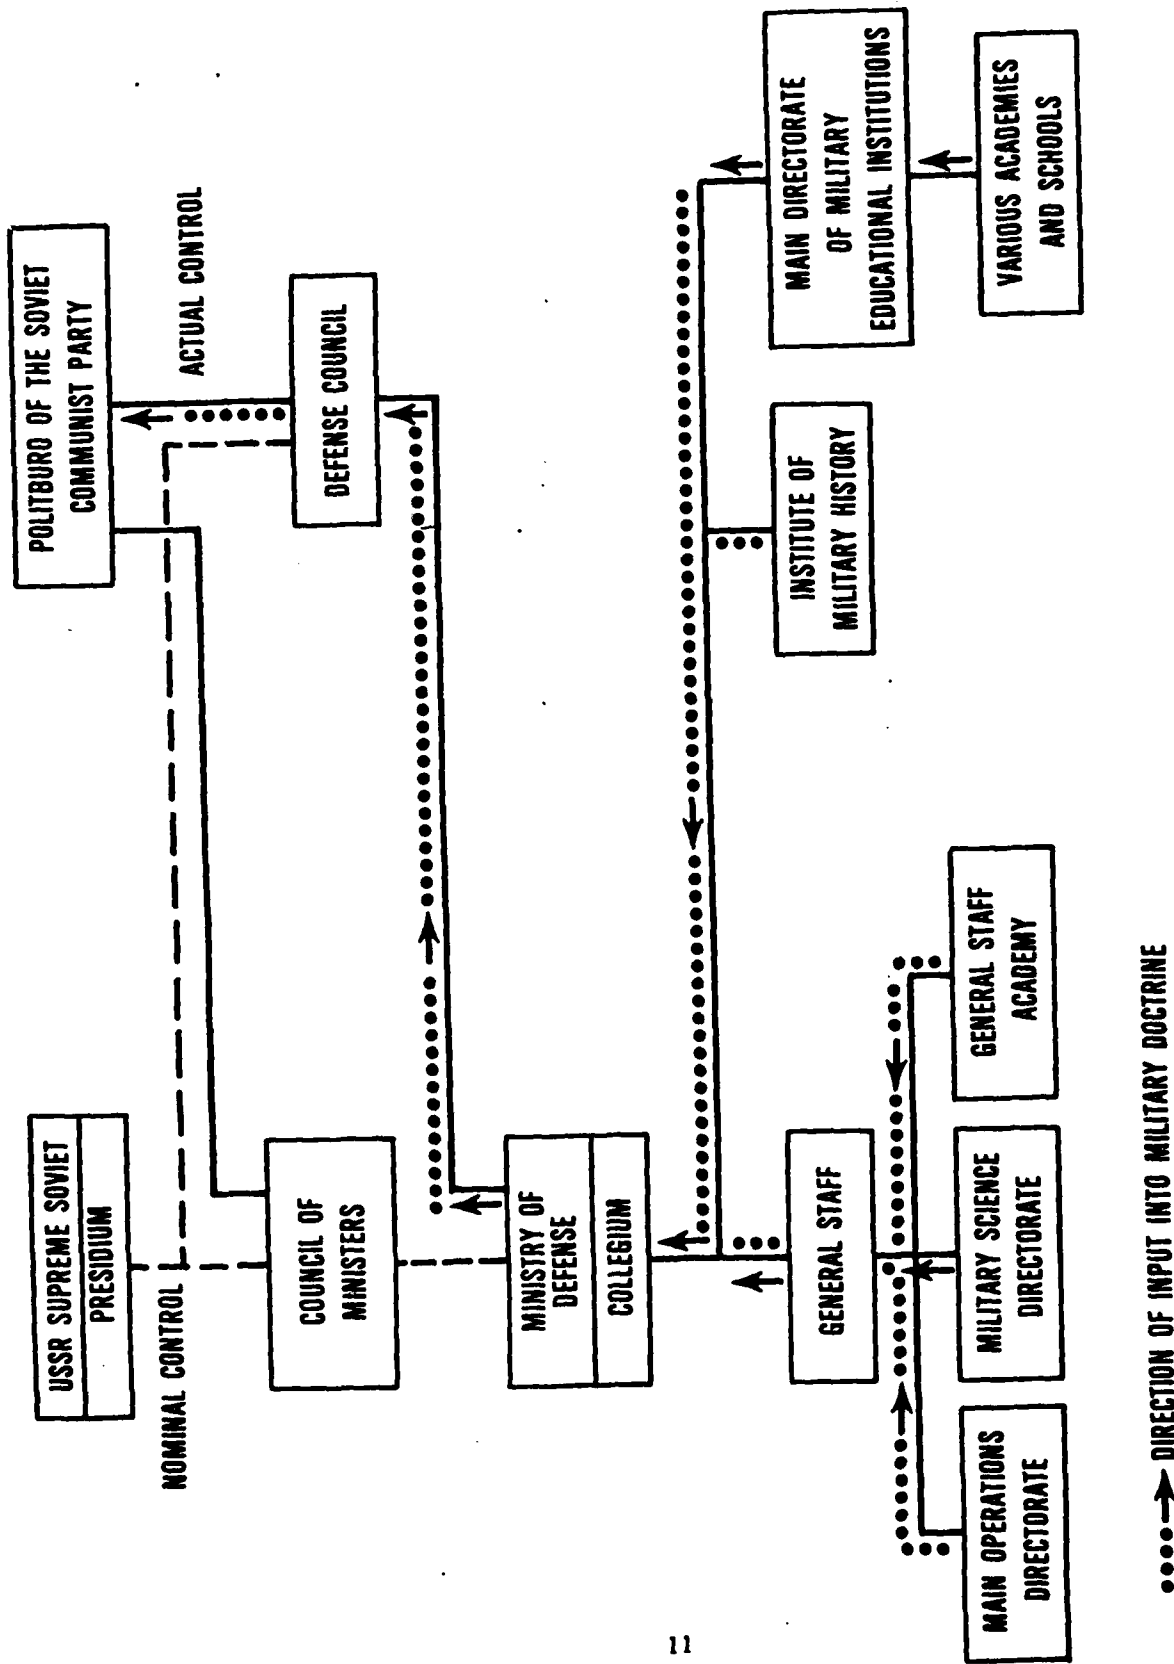 USSR SUPREME SOVIET
PRESIDIUM
POLITBURO OF THE SOVIET
COMMUNIST PARTY
NOMINAL CONTROL
ACTUAL CONTROL
COUNCIL OF
MINISTERS
DEFENSE COUNCIL
MINISTRY OF
DEFENSE
COLLEGIUM
GENERAL STAFF
INSTITUTE OF
MILITARY HISTORY
MAIN DIRECTORATE
OF MILITARY
EDUCATIONAL INSTITUTIONS
MAIN OPERATIONS
DIRECTORATE
MILITARY SCIENCE
DIRECTORATE
GENERAL STAFF
ACADEMY
VARIOUS ACADEMIES
AND SCHOOLS
DIRECTION OF INPUT INTO MILITARY DOCTRINE
11